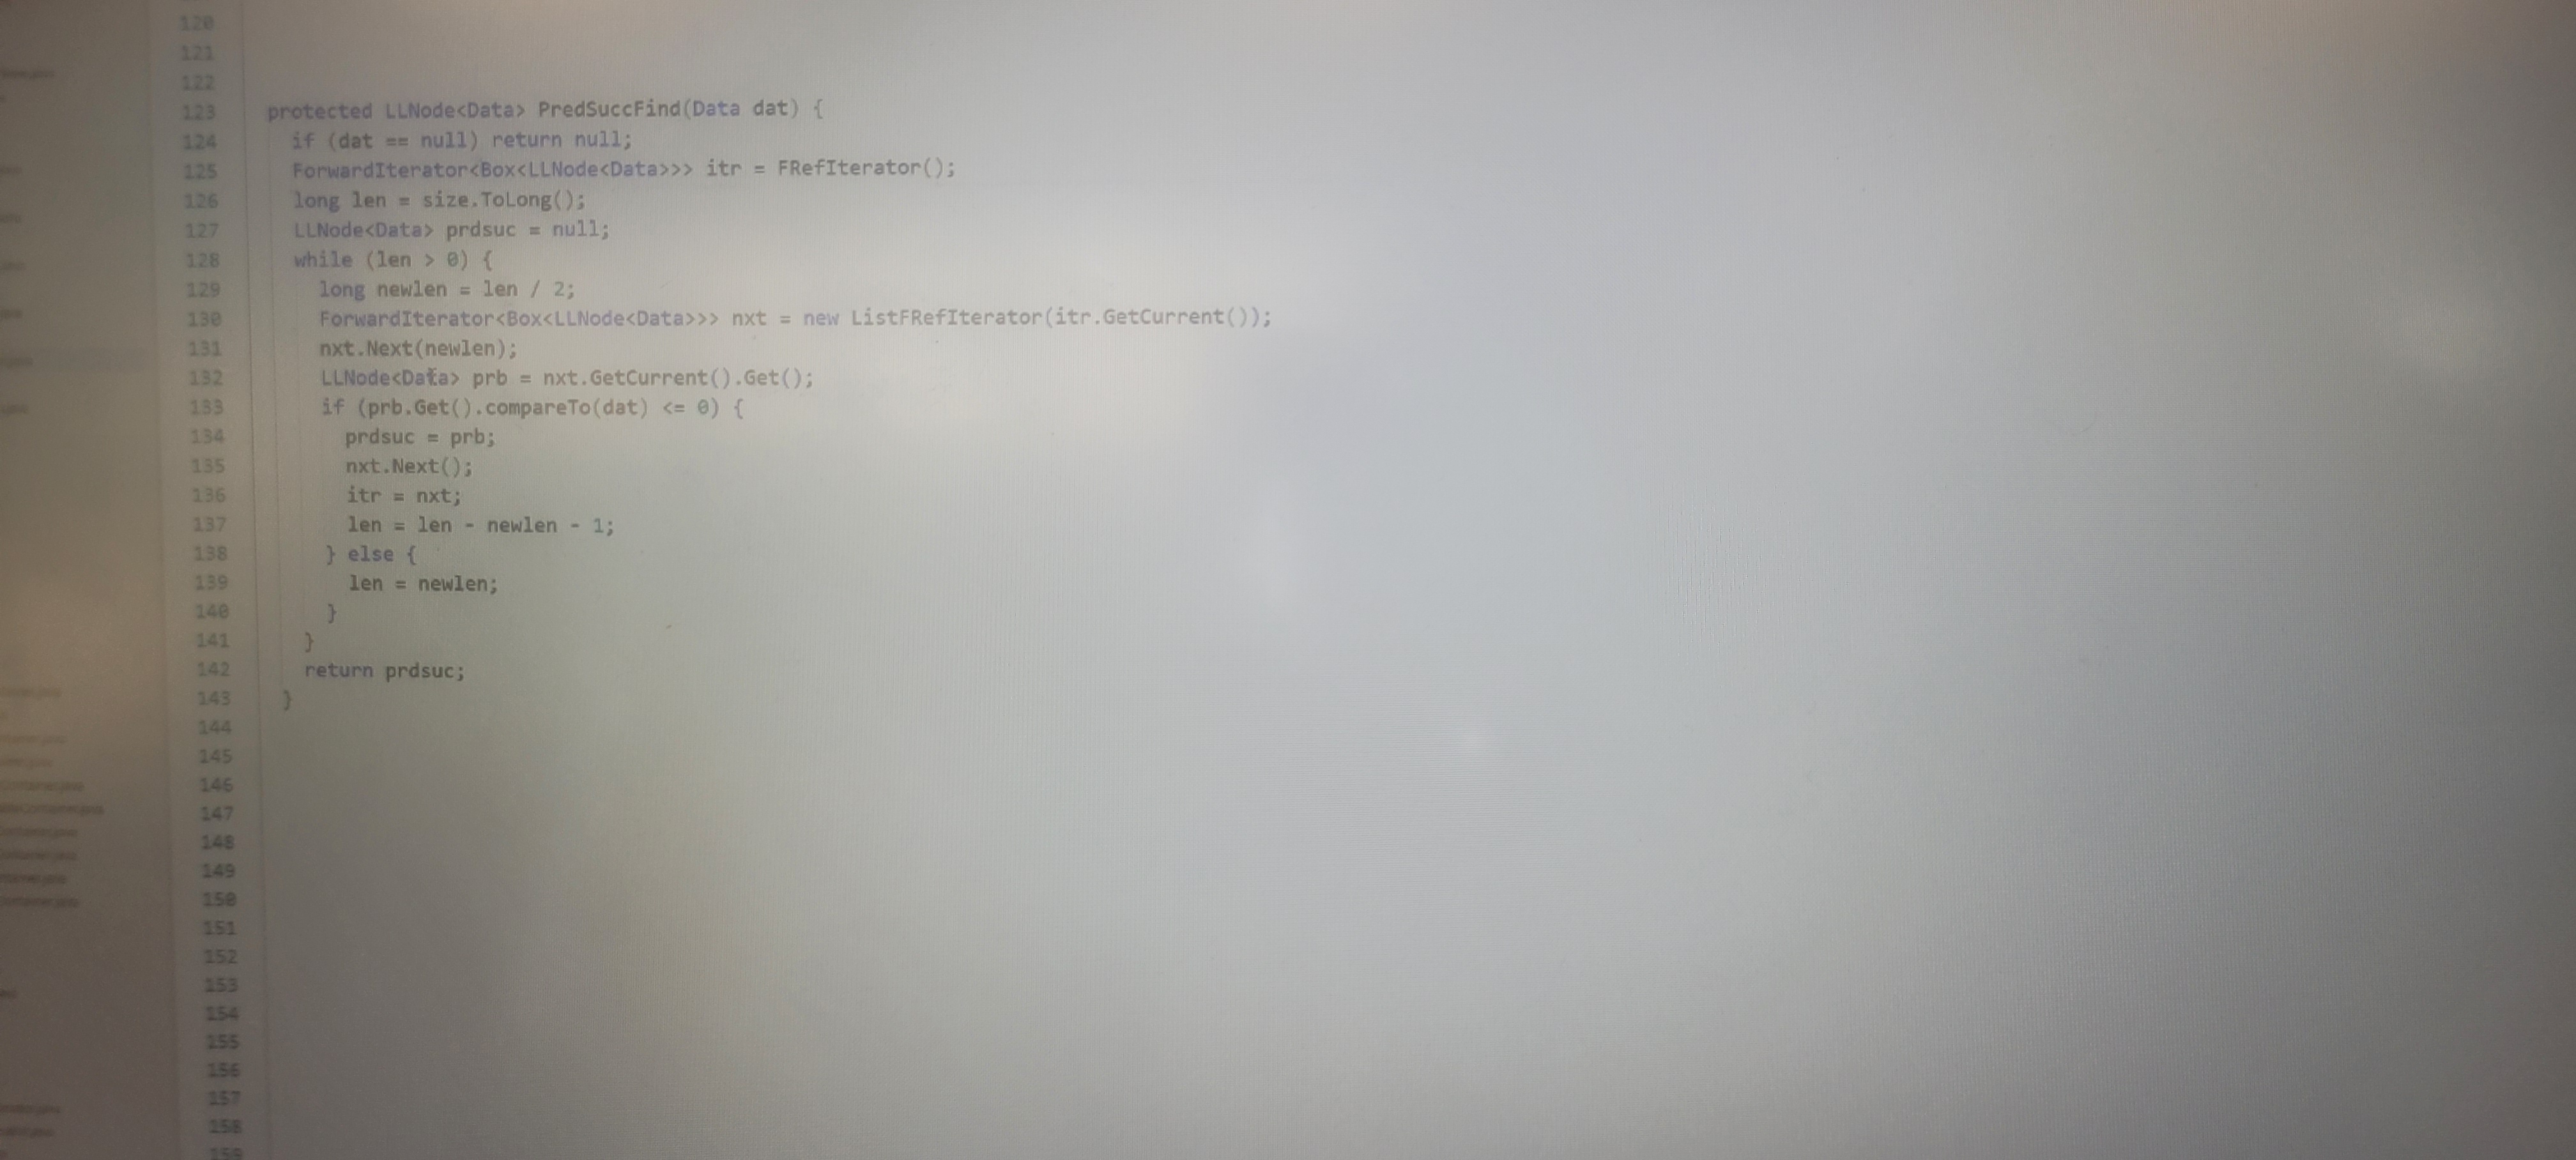 120
121
122
123 protected LLNode<Data> PredSuccFind(Data dat) {
124 if (dat == null) return null;
125 ForwardIterator<Box<LLNode<Data>>> itr = FRefIterator();
126 long len = size.ToLong();
127 LLNode<Data> prdsuc = null;
128 while (len > 0) {
129 long newlen = len / 2;
130 ForwardIterator<Box<LLNode<Data>>> nxt = new ListFRefIterator(itr.GetCurrent());
131 nxt.Next(newlen);
132 LLNode<Data> prb = nxt.GetCurrent().Get();
133 if (prb.Get().compareTo(dat) <= 0) {
134 prdsuc = prb;
135 nxt.Next();
136 itr = nxt;
137 len = len - newlen - 1;
138 } else {
139 len = newlen;
140 }
141 }
142 return prdsuc;
143 }
144
145
146
147
148
149
150
151
152
153
154
155
156
157
158
159